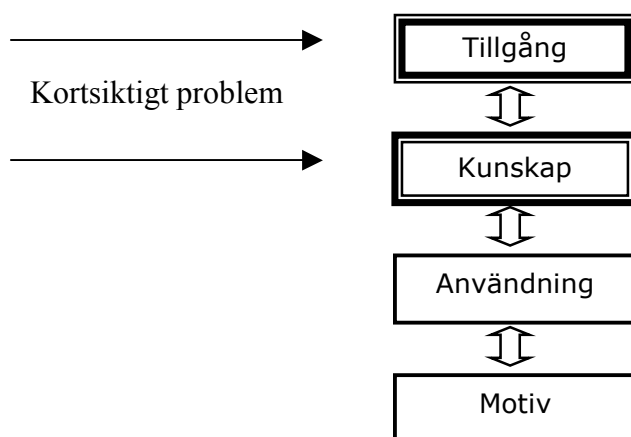 Tillgång
Kortsiktigt problem
Kunskap
Användning
Motiv